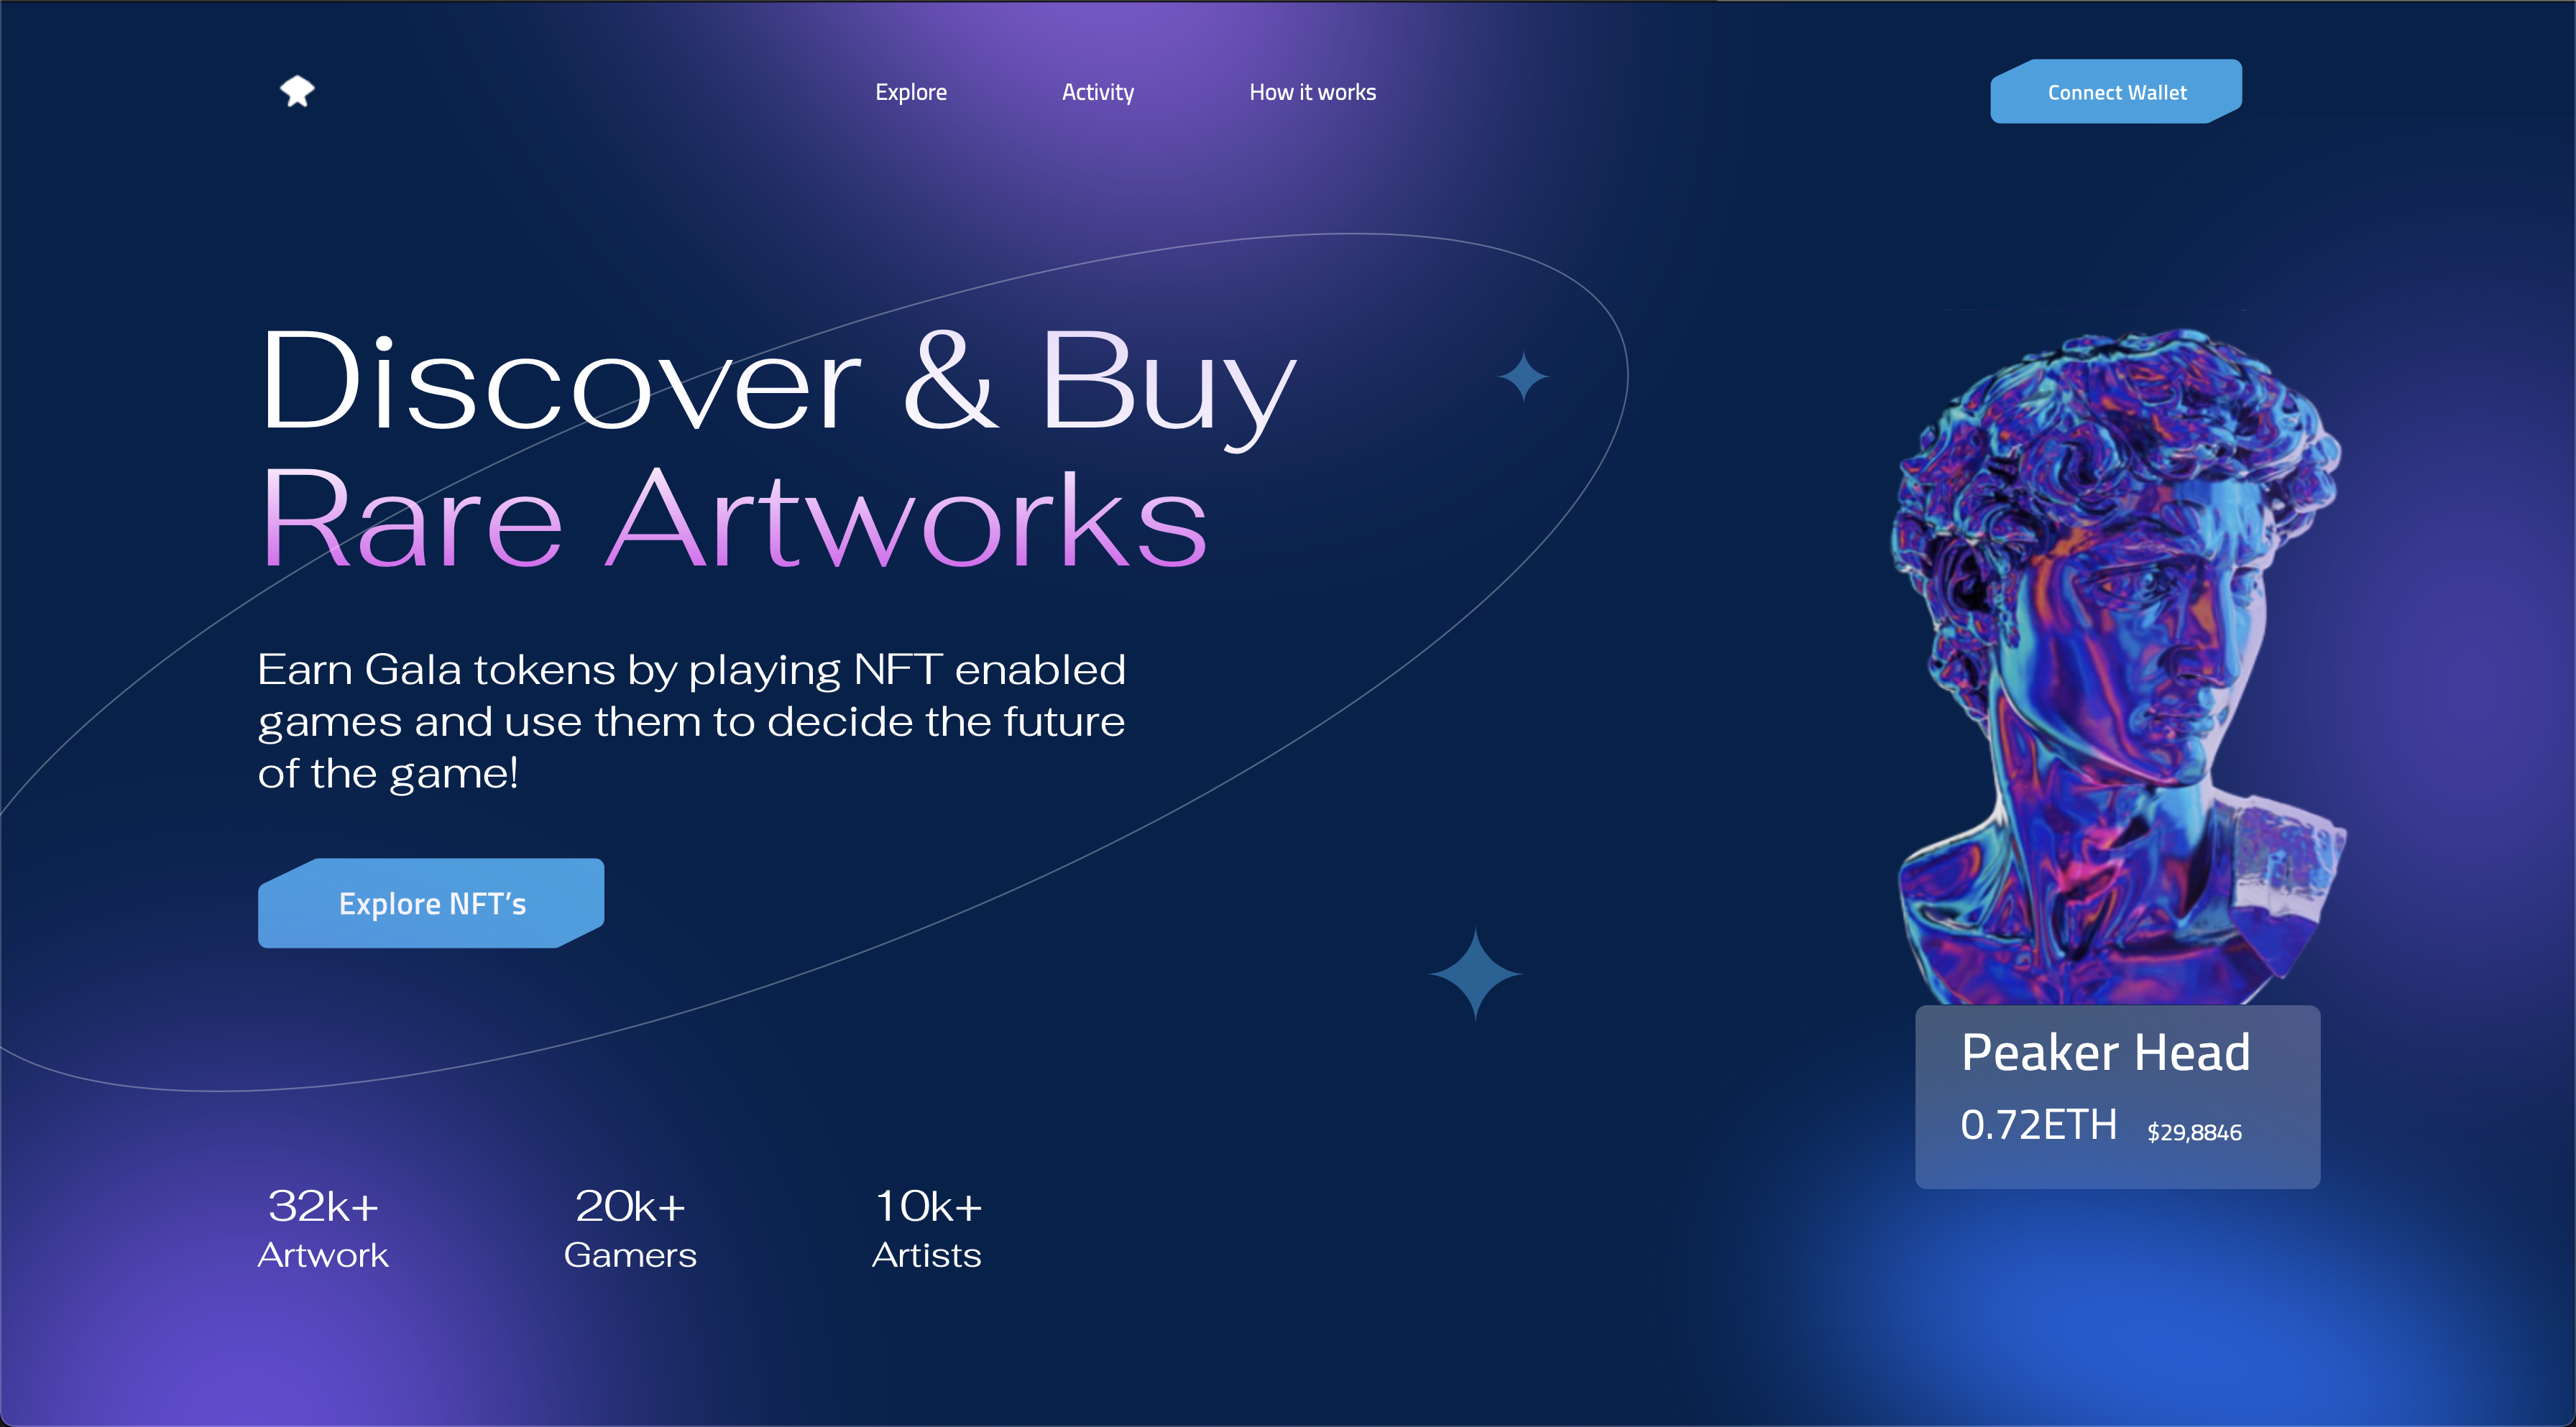 Explore
Activity
How it works
Connect Wallet
Discover & Buy
Rare Artworks
Earn Gala tokens by playing NFT enabled
games and use them to decide the future
of the game!
Explore NFT’s
Peaker Head
0.72ETH $29,8846
32k+
Artwork
20k+
Gamers
10k+
Artists